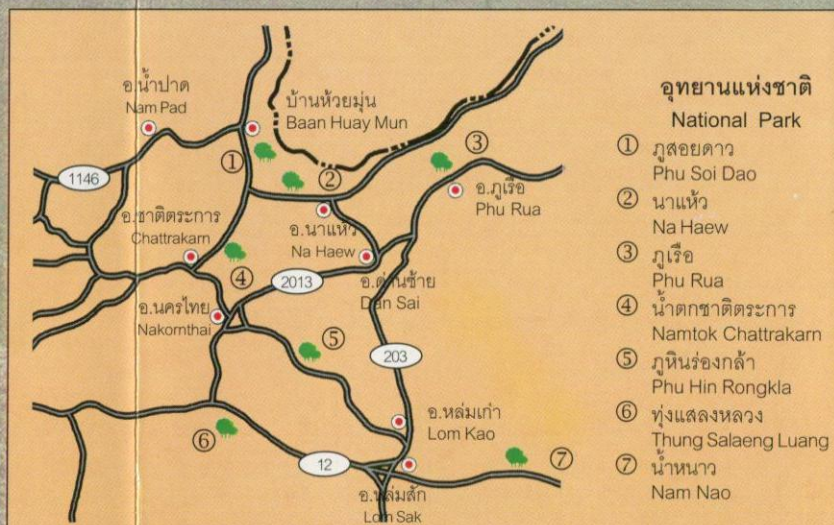 อ.น้ำปาด
Nam Pad
บ้านห้วยมุ่น
Baan Huay Mun
③
①
②
1146
อ.ภูเรือ
Phu Rua
อ.ชาติตระการ
Chattrakarn
อ.นาแห้ว
Na Haew
④
2013
อ.ด่านซ้าย
Dan Sai
อ.นครไทย
Nakornthai
⑤
203
อ.หล่มเก่า
Lom Kao
⑥
12
⑦
อ.หล่มสัก
Lom Sak
อุทยานแห่งชาติ
National Park
① ภูสอยดาว
Phu Soi Dao
② นาแห้ว
Na Haew
③ ภูเรือ
Phu Rua
④ น้ำตกชาติตระการ
Namtok Chattrakarn
⑤ ภูหินร่องกล้า
Phu Hin Rongkla
⑥ ทุ่งแสลงหลวง
Thung Salaeng Luang
⑦ น้ำหนาว
Nam Nao